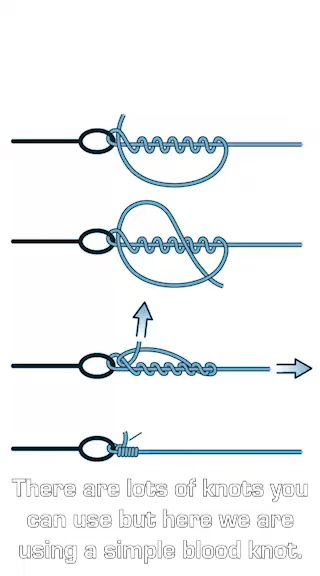 There are lots of knots you
can use but here we are
using a simple blood knot.